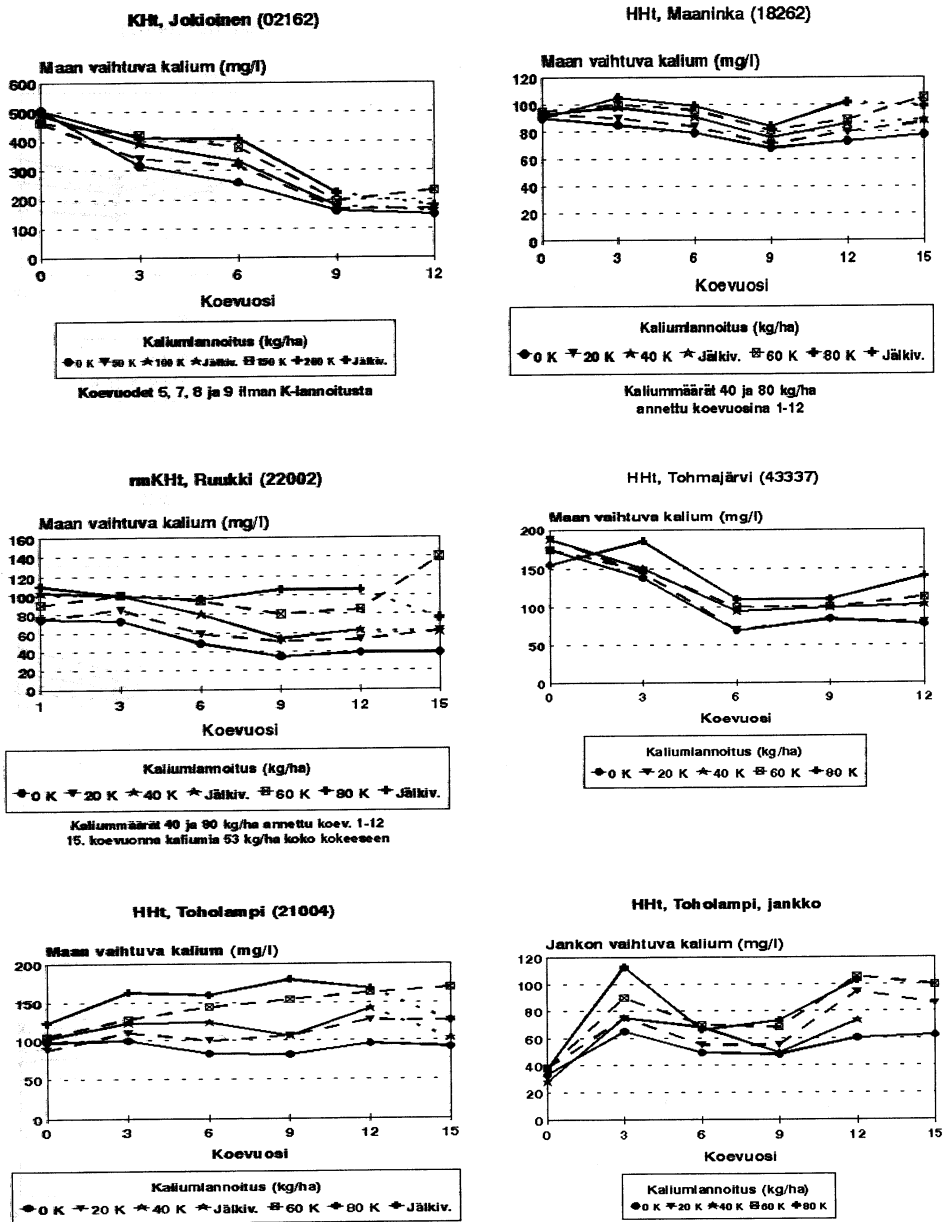 KHt, Jokioinen (02162)
Maan vaihtuva kalium (mg/l)
600
500
400
300
200
100
0
0 3 6 9 12
Koevuosi
Kaliumlannoitus (kg/ha)
0 K 50 K 100 K Jälkiv. 150 K 200 K Jälkiv.
Koevuodet 5, 7, 8 ja 9 ilman K-lannoitusta
HHt, Maaninka (18262)
Maan vaihtuva kalium (mg/l)
120
100
80
60
40
20
0
0 3 6 9 12 15
Koevuosi
Kaliumlannoitus (kg/ha)
0 K 20 K 40 K Jälkiv. 60 K 80 K Jälkiv.
Kaliummäärät 40 ja 80 kg/ha
annettu koevuosina 1-12
rmKHt, Ruukki (22002)
Maan vaihtuva kalium (mg/l)
160
140
120
100
80
60
40
20
0
1 3 6 9 12 15
Koevuosi
Kaliumlannoitus (kg/ha)
0 K 20 K 40 K Jälkiv. 60 K 80 K Jälkiv.
Kaliummäärät 40 ja 80 kg/ha annettu koev. 1-12
15. koevuonna kaliumia 53 kg/ha koko kokeeseen
HHt, Tohmajärvi (43337)
Maan vaihtuva kalium (mg/l)
200
150
100
50
0
0 3 6 9 12
Koevuosi
Kaliumlannoitus (kg/ha)
0 K 20 K 40 K 60 K 80 K
HHt, Toholampi (21004)
Maan vaihtuva kalium (mg/l)
200
150
100
50
0
0 3 6 9 12 15
Koevuosi
Kaliumlannoitus (kg/ha)
0 K 20 K 40 K Jälkiv. 60 K 80 K Jälkiv.
HHt, Toholampi, jankko
Jankon vaihtuva kalium (mg/l)
120
100
80
60
40
20
0
0 3 6 9 12 15
Koevuosi
Kaliumlannoitus (kg/ha)
0 K 20 K 40 K 60 K 80 K